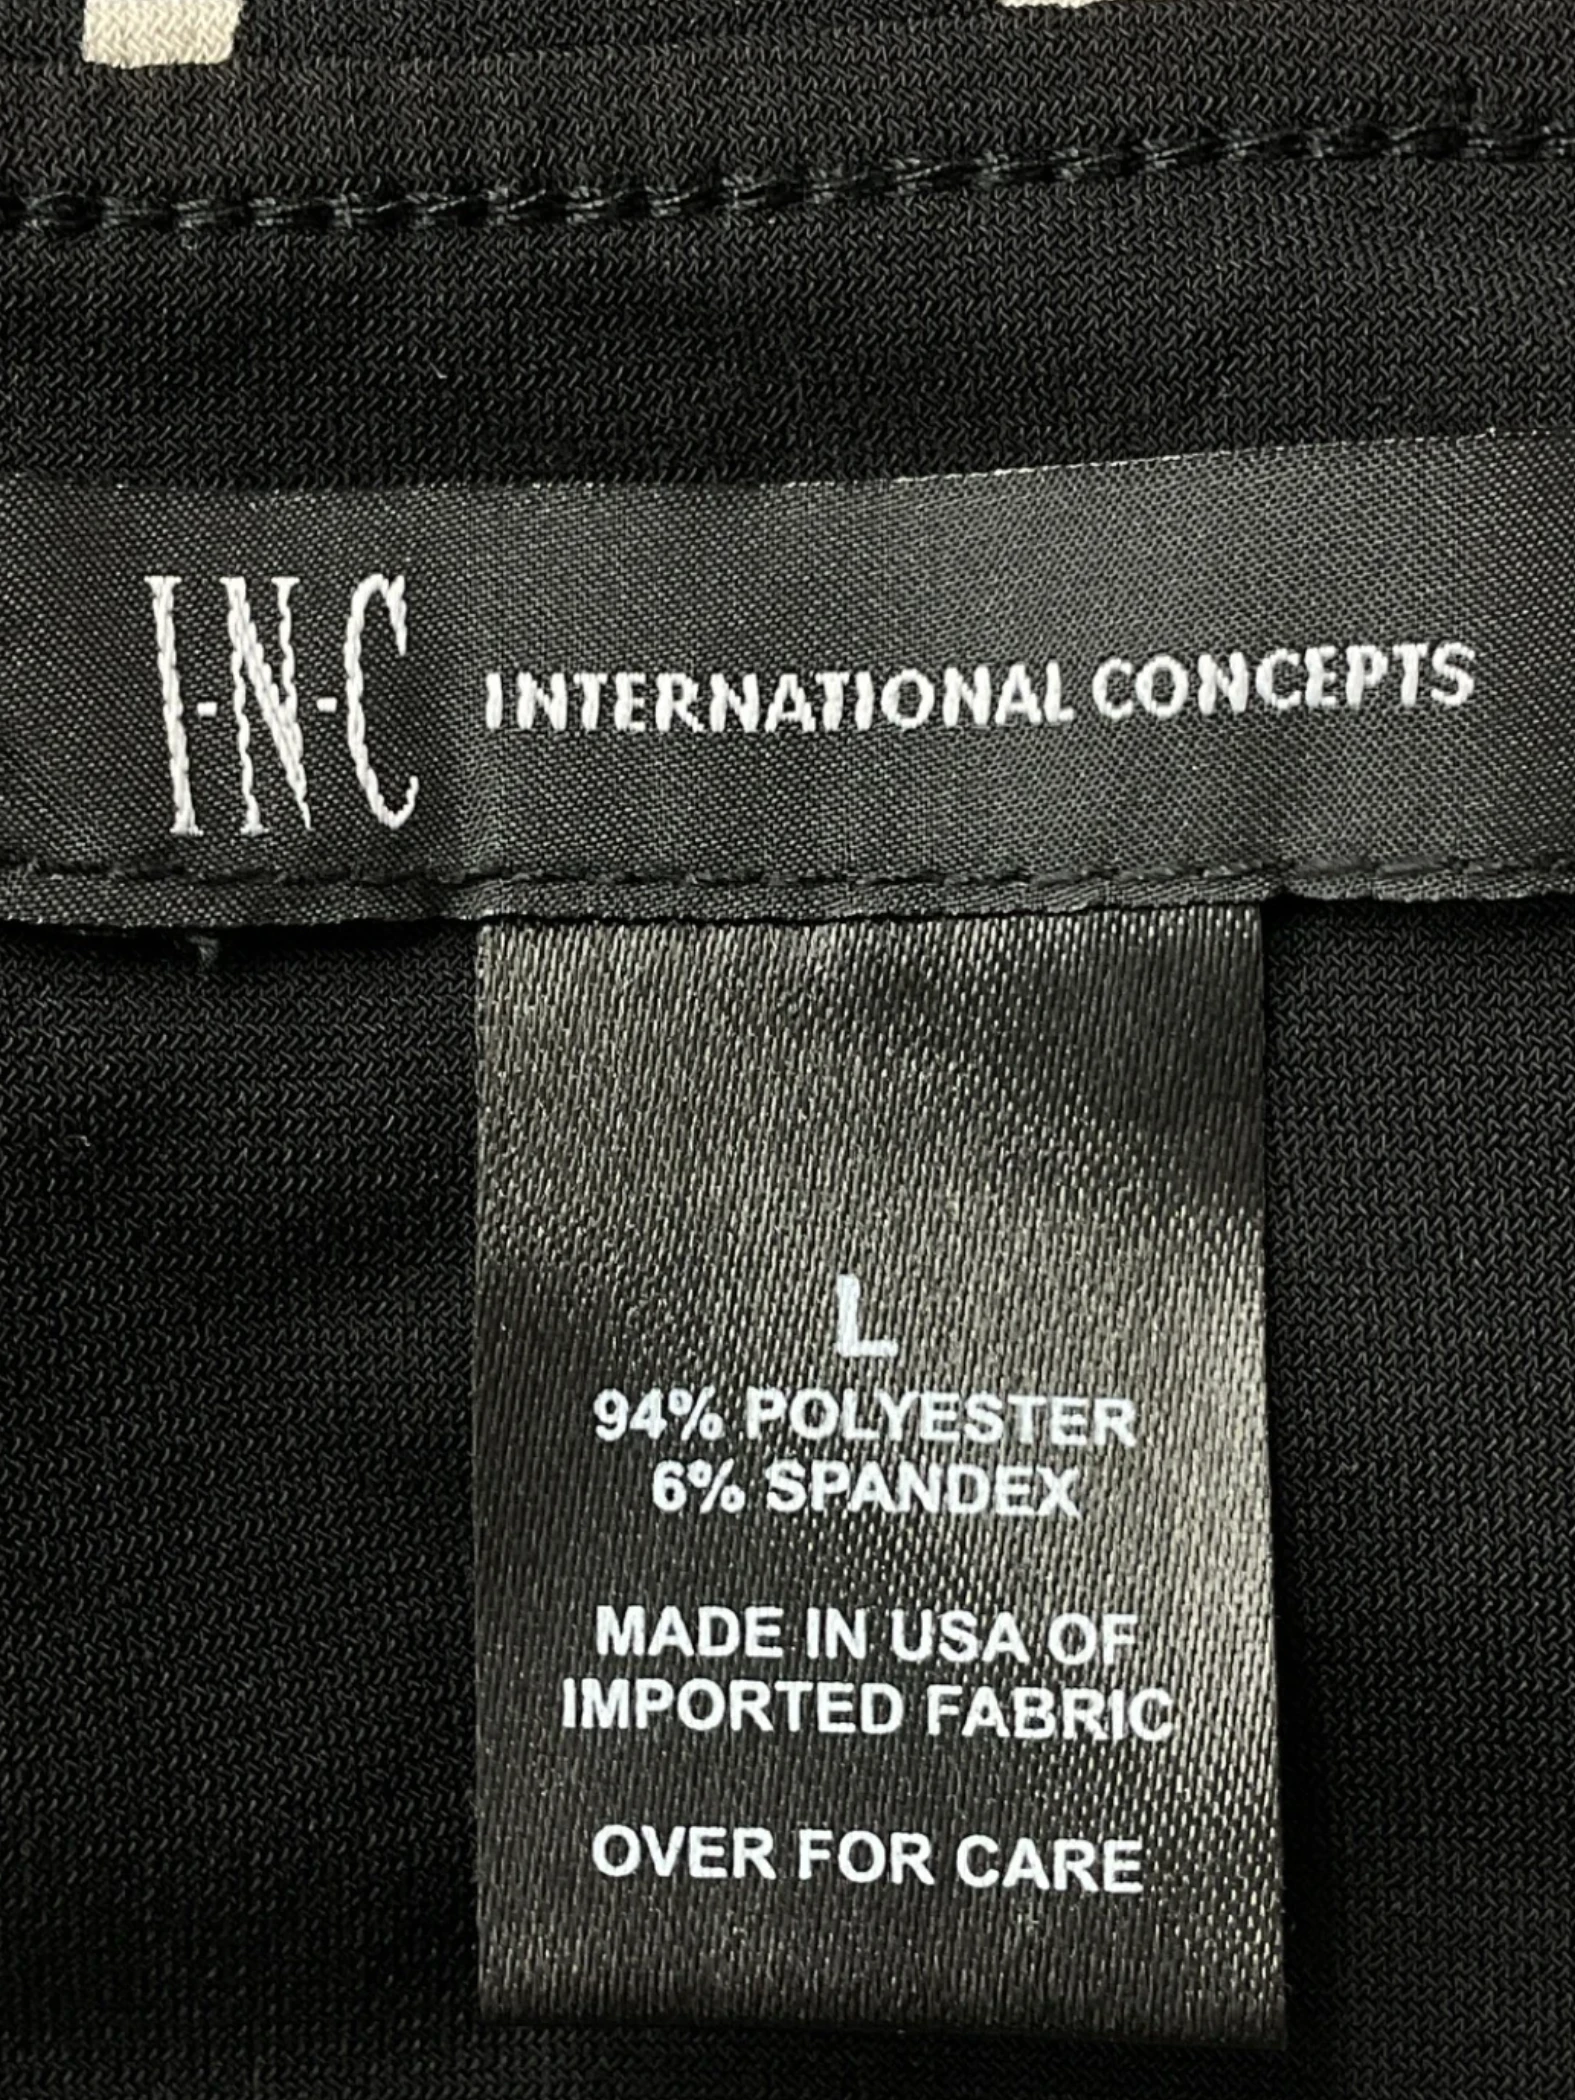 I-N-C INTERNATIONAL CONCEPTS
L
94% POLYESTER
6% SPANDEX
MADE IN USA OF
IMPORTED FABRIC
OVER FOR CARE